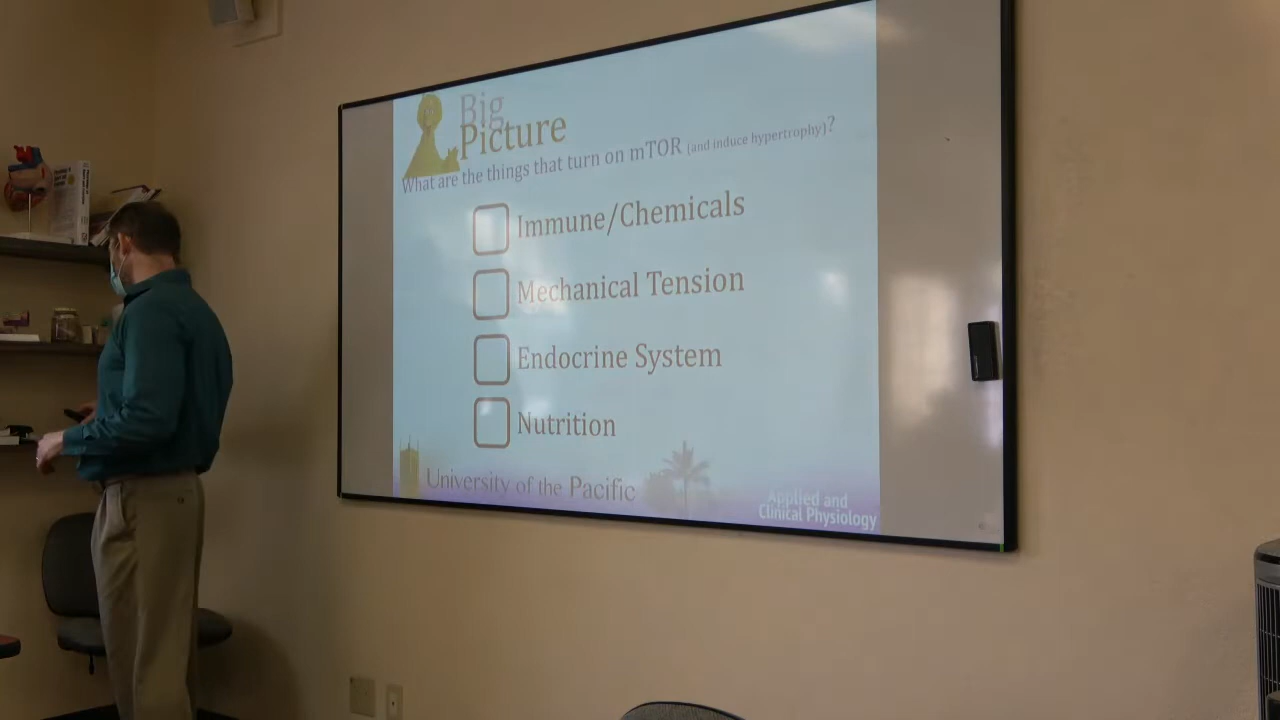 Big
Picture
What are the things that turn on mTOR (and induce hypertrophy)?
Immune/Chemicals
Mechanical Tension
Endocrine System
Nutrition
University of the Pacific
Applied and
Clinical Physiology